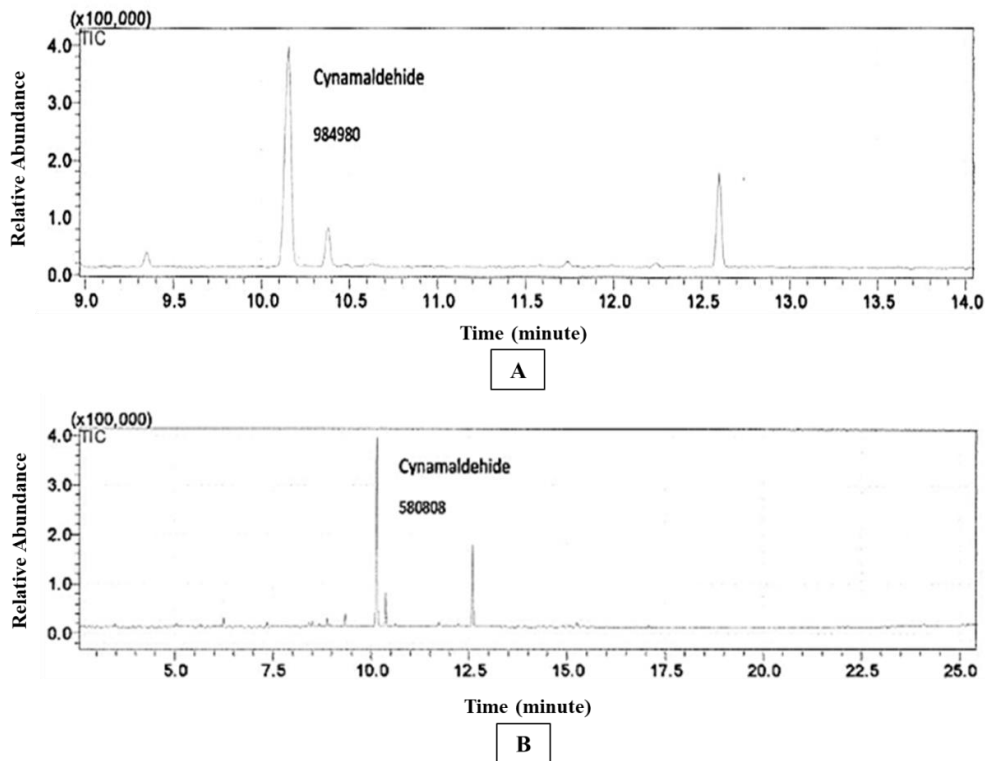 (x100,000)
TIC
4.0
3.0
2.0
1.0
0.0
Relative Abundance
Cynamaldehide
984980
9.0 9.5 10.0 10.5 11.0 11.5 12.0 12.5 13.0 13.5 14.0
Time (minute)
A
(x100,000)
TIC
4.0
3.0
2.0
1.0
0.0
Relative Abundance
Cynamaldehide
580808
5.0 7.5 10.0 12.5 15.0 17.5 20.0 22.5 25.0
Time (minute)
B